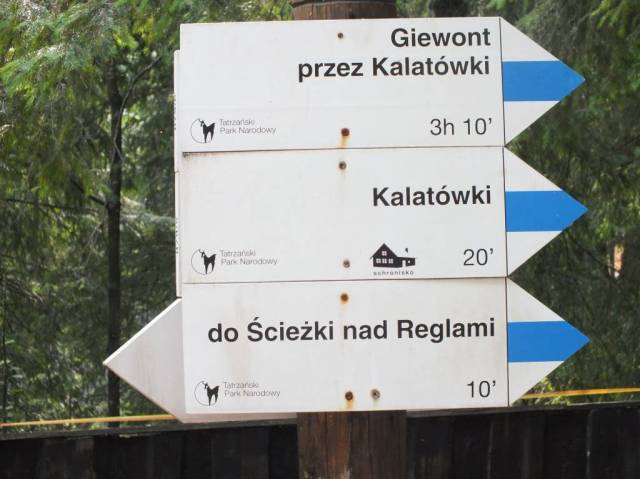 Giewont
przez Kalatówki
Tatrzański
Park Narodowy
3h 10'
Kalatówki
Tatrzański
Park Narodowy
schronisko
20'
do Ścieżki nad Reglami
Tatrzański
Park Narodowy
10'